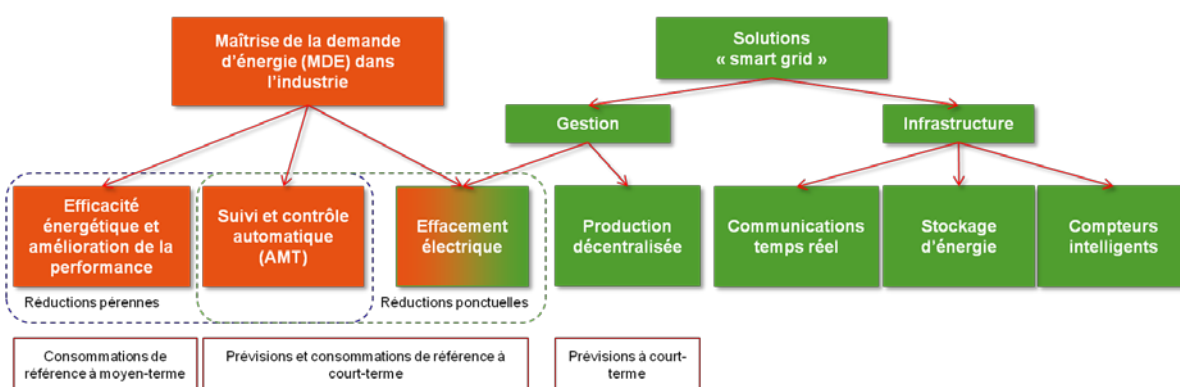 Maîtrise de la demande
d'énergie (MDE) dans
l'industrie
Solutions
« smart grid »
Gestion
Infrastructure
Efficacité
énergétique et
amélioration de la
performance
Suivi et contrôle
automatique
(AMT)
Effacement
électrique
Production
décentralisée
Communications
temps réel
Stockage
d'énergie
Compteurs
intelligents
Réductions pérennes
Réductions ponctuelles
Consommations de
référence à moyen-terme
Prévisions et consommations de référence à
court-terme
Prévisions à court-
terme